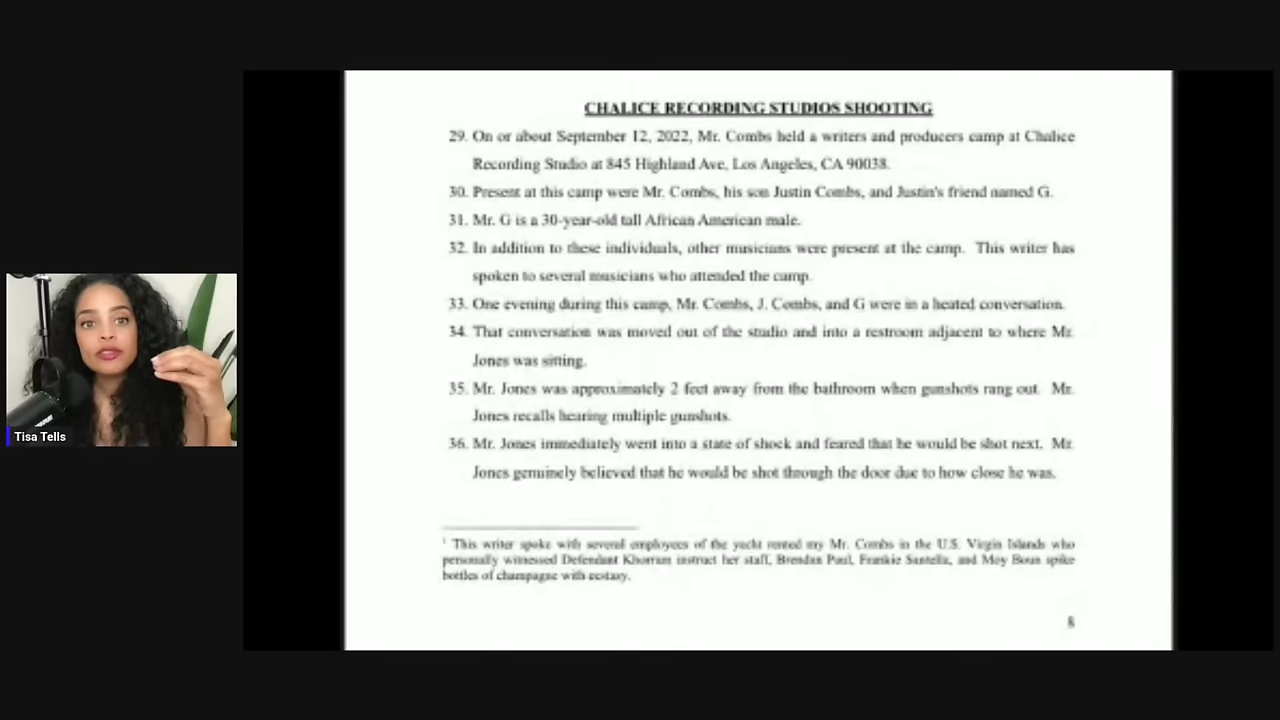 CHALICE RECORDING STUDIOS SHOOTING
29. On or about September 12, 2022, Mr. Combs held a writers and producers camp at Chalice
Recording Studio at 845 Highland Ave, Los Angeles, CA 90038.
30. Present at this camp were Mr. Combs, his son Justin Combs, and Justin's friend named G.
31. Mr. G is a 30-year-old tall African American male.
32. In addition to these individuals, other musicians were present at the camp. This writer has
spoken to several musicians who attended the camp.
33. One evening during this camp, Mr. Combs, J. Combs, and G were in a heated conversation.
34. That conversation was moved out of the studio and into a restroom adjacent to where Mr.
Jones was sitting.
35. Mr. Jones was approximately 2 feet away from the bathroom when gunshots rang out. Mr.
Jones recalls hearing multiple gunshots.
36. Mr. Jones immediately went into a state of shock and feared that he would be shot next. Mr.
Jones genuinely believed that he would be shot through the door due to how close he was.
1 This writer spoke with several employees of the yacht rented my Mr. Combs in the U.S. Virgin Islands who
personally witnessed Defendant Khorram instruct her staff, Brendan Paul, Frankie Santella, and Moy Boun spike
bottles of champagne with ecstasy.
8
Tisa Tells